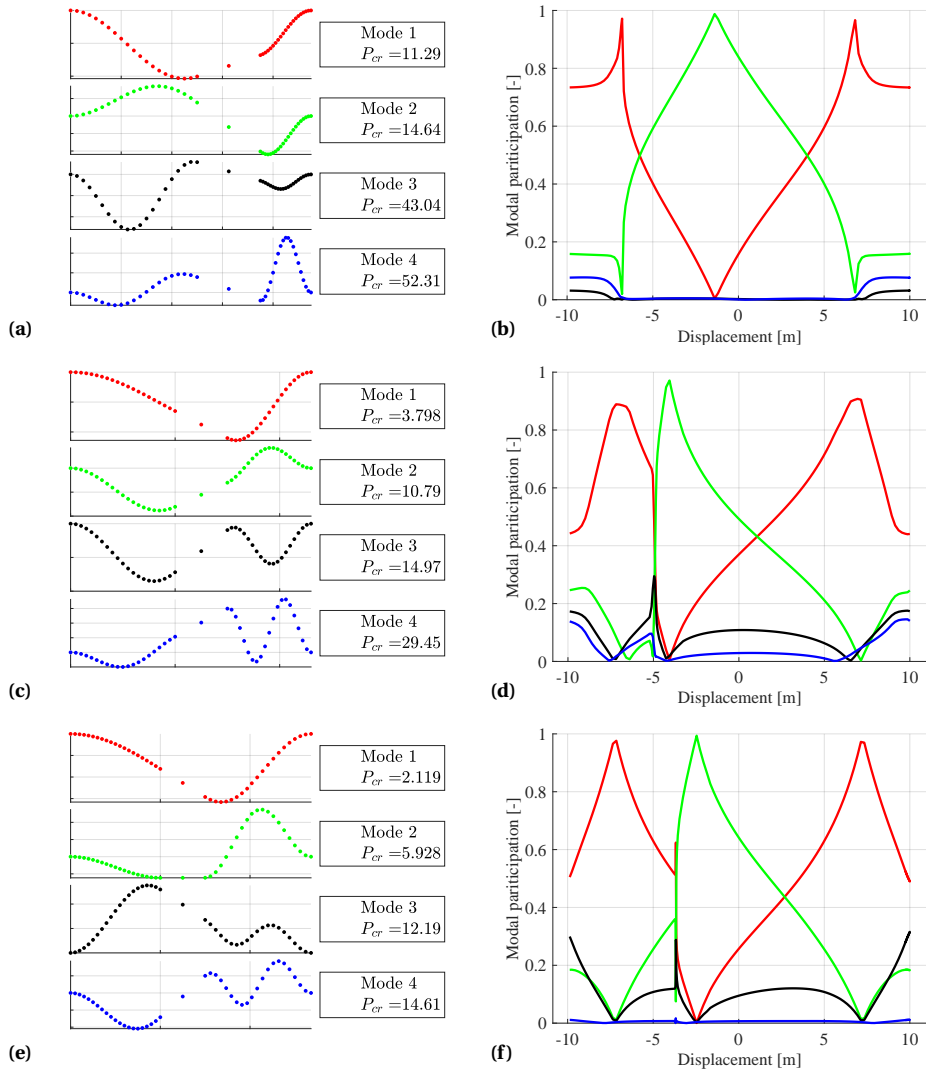 Mode 1
P_cr =11.29
Mode 2
P_cr =14.64
Mode 3
P_cr =43.04
Mode 4
P_cr =52.31
(a)
Modal pariticipation [-]
1
0.8
0.6
0.4
0.2
0
-10 -5 0 5 10
Displacement [m]
(b)
Mode 1
P_cr =3.798
Mode 2
P_cr =10.79
Mode 3
P_cr =14.97
Mode 4
P_cr =29.45
(c)
Modal pariticipation [-]
1
0.8
0.6
0.4
0.2
0
-10 -5 0 5 10
Displacement [m]
(d)
Mode 1
P_cr =2.119
Mode 2
P_cr =5.928
Mode 3
P_cr =12.19
Mode 4
P_cr =14.61
(e)
Modal pariticipation [-]
1
0.8
0.6
0.4
0.2
0
-10 -5 0 5 10
Displacement [m]
(f)